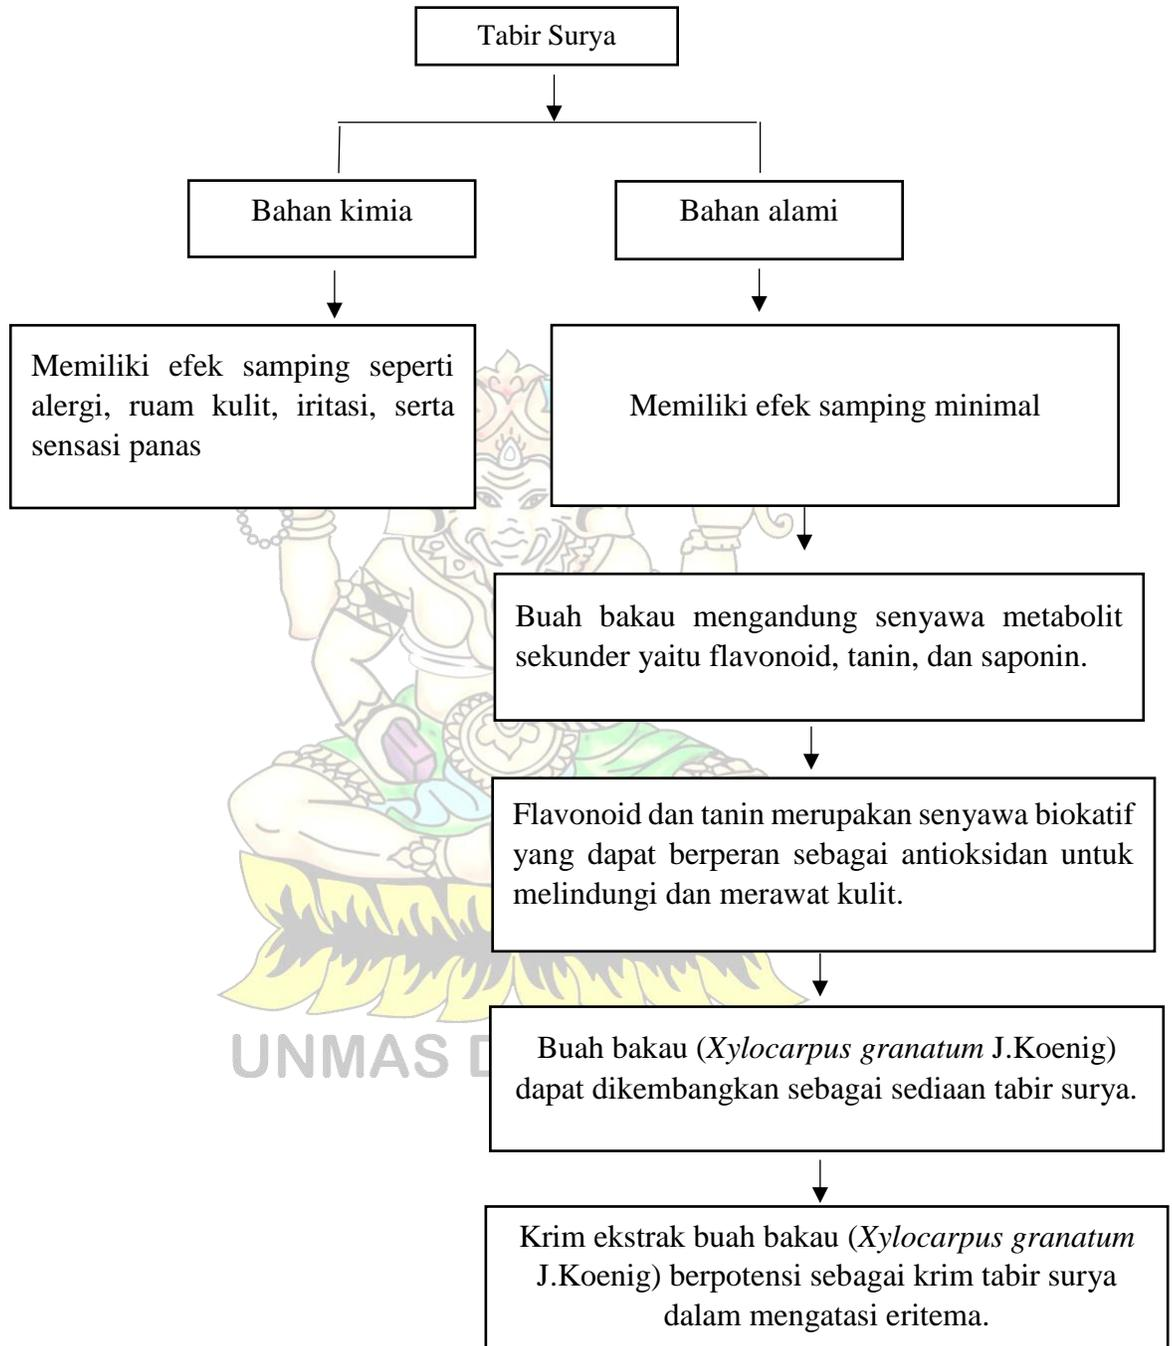 Tabir Surya
Bahan kimia
Bahan alami
Memiliki efek samping seperti
alergi, ruam kulit, iritasi, serta
sensasi panas
Memiliki efek samping minimal
Buah bakau mengandung senyawa metabolit
sekunder yaitu flavonoid, tanin, dan saponin.
Flavonoid dan tanin merupakan senyawa biokatif
yang dapat berperan sebagai antioksidan untuk
melindungi dan merawat kulit.
UNMAS
Buah bakau (Xylocarpus granatum J.Koenig)
dapat dikembangkan sebagai sediaan tabir surya.
Krim ekstrak buah bakau (Xylocarpus granatum
J.Koenig) berpotensi sebagai krim tabir surya
dalam mengatasi eritema.